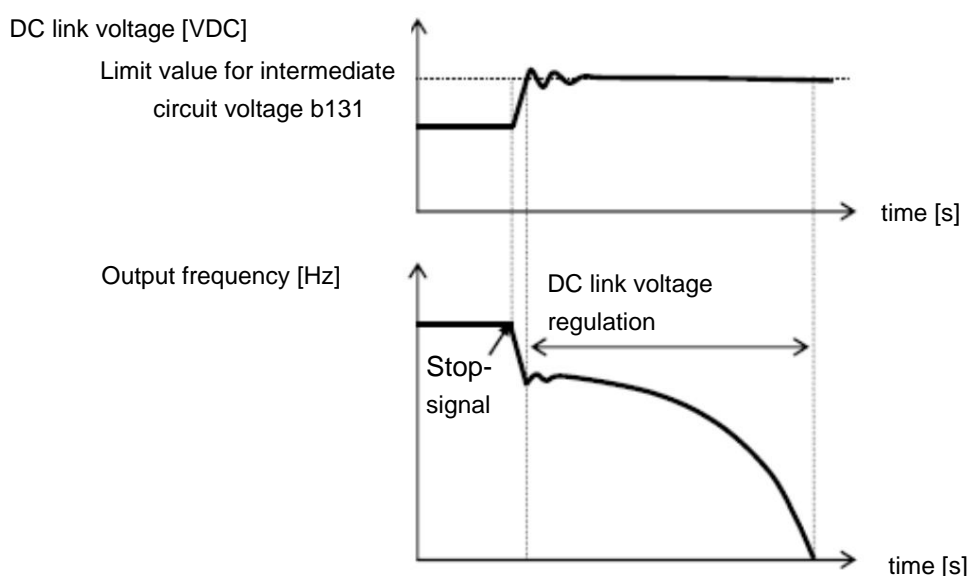 DC link voltage [VDC]
Limit value for intermediate
circuit voltage b131
time [s]
Output frequency [Hz]
DC link voltage
regulation
Stop-
signal
time [s]